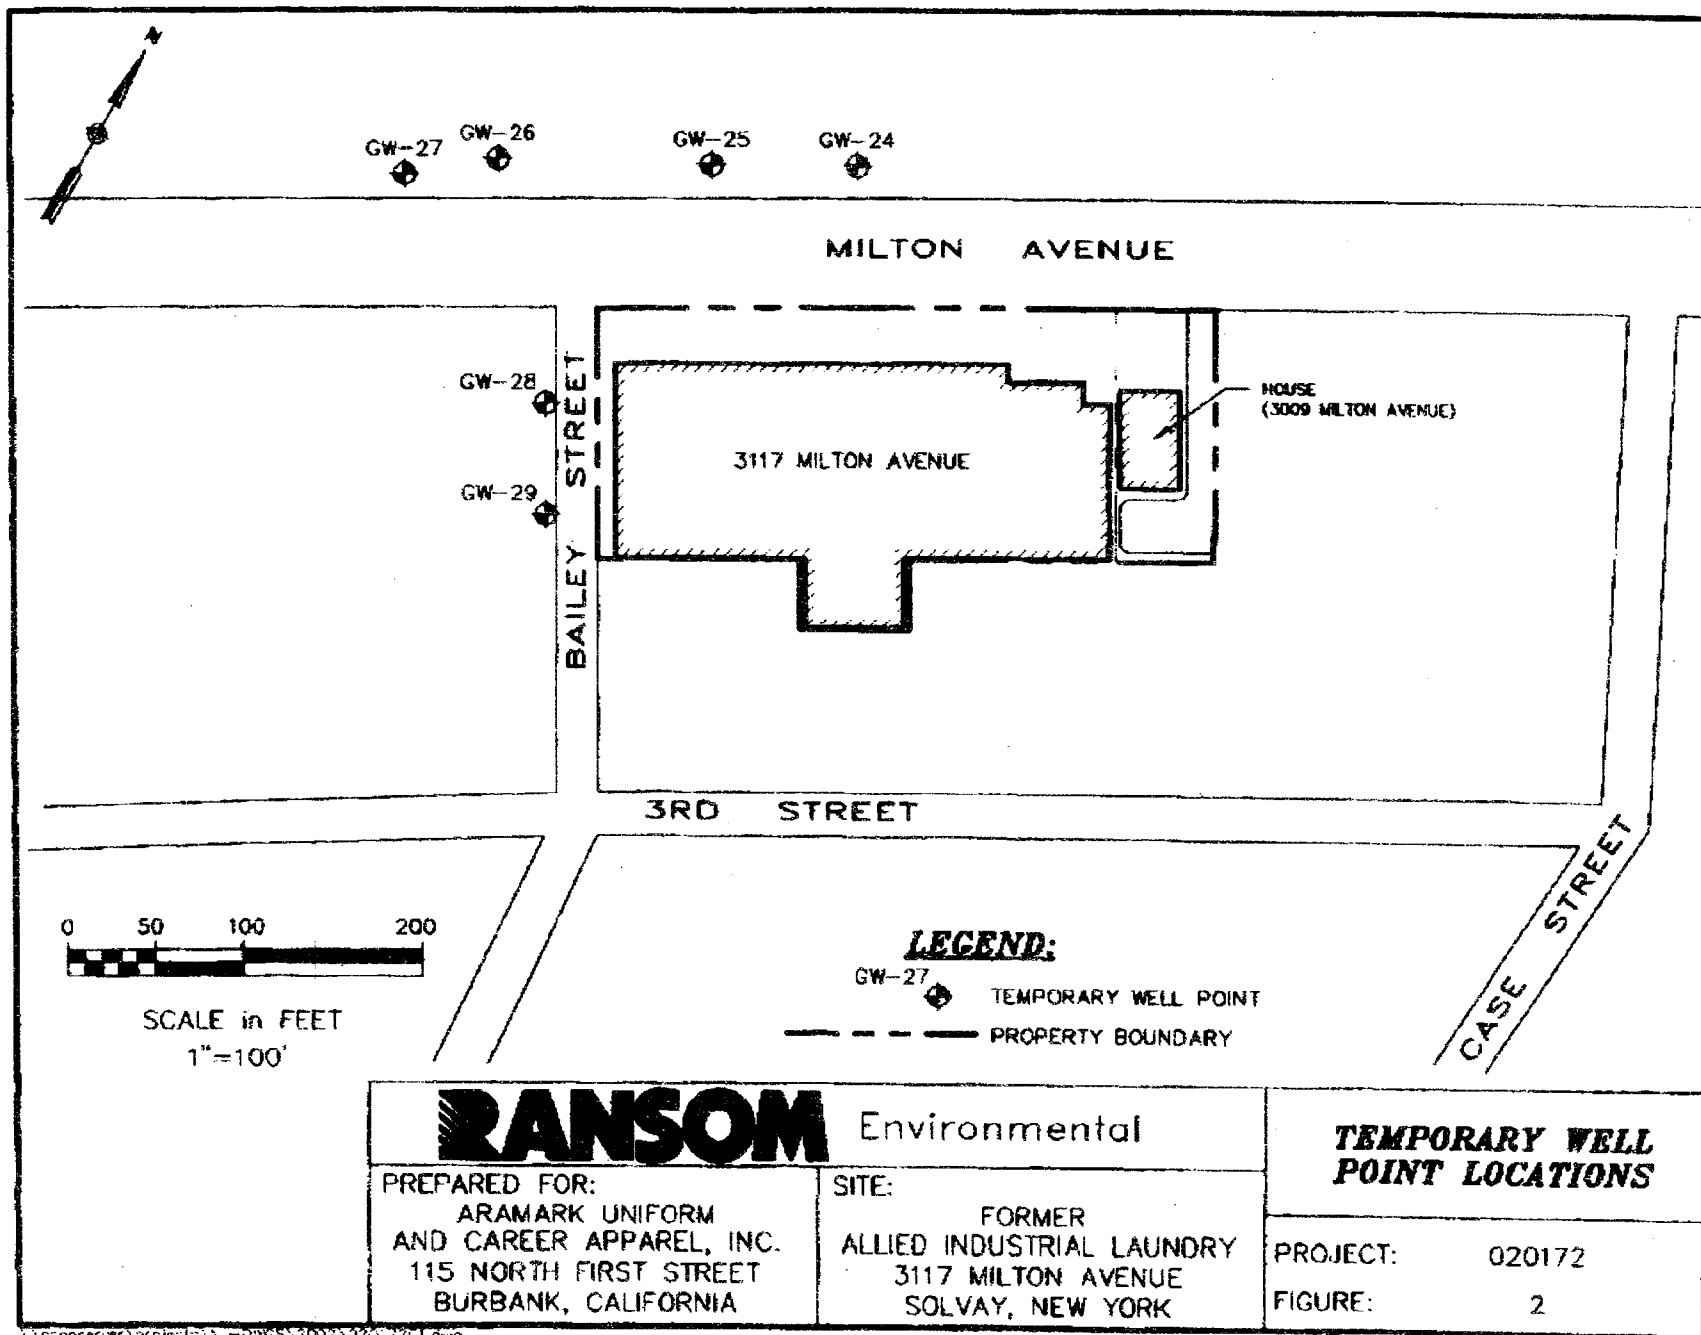 N
GW-27
GW-26
GW-25
GW-24
MILTON AVENUE
GW-28
GW-29
BAILEY STREET
3117 MILTON AVENUE
HOUSE
(3009 MILTON AVENUE)
3RD STREET
CASE STREET
0 50 100 200
SCALE in FEET
1"=100'
LEGEND:
GW-27
TEMPORARY WELL POINT
PROPERTY BOUNDARY
RANSOM Environmental
PREPARED FOR:
ARAMARK UNIFORM
AND CAREER APPAREL, INC.
115 NORTH FIRST STREET
BURBANK, CALIFORNIA
SITE:
FORMER
ALLIED INDUSTRIAL LAUNDRY
3117 MILTON AVENUE
SOLVAY, NEW YORK
TEMPORARY WELL
POINT LOCATIONS
PROJECT: 020172
FIGURE: 2